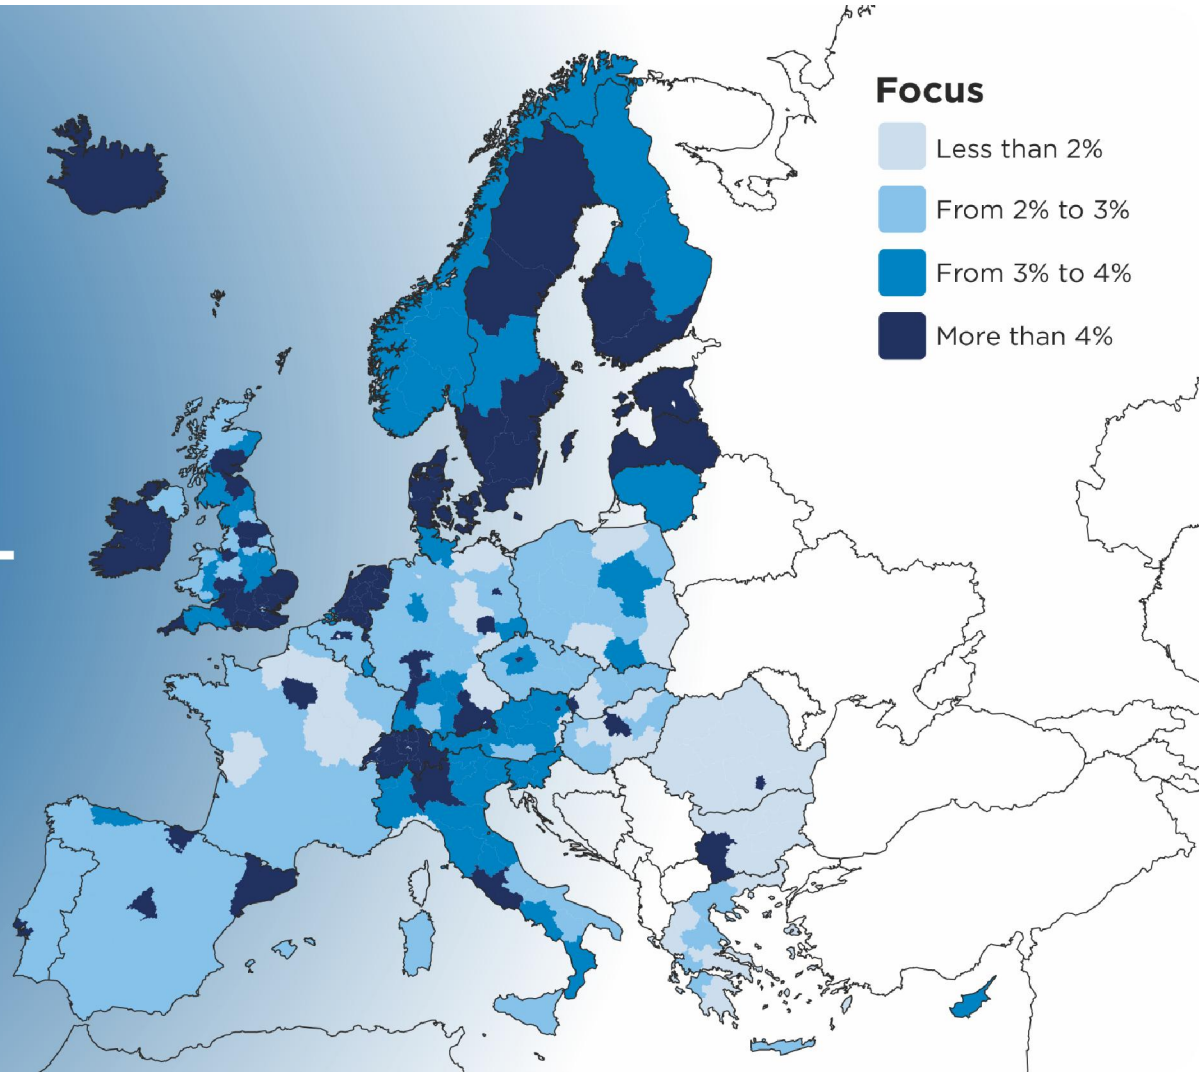 Focus
Less than 2%
From 2% to 3%
From 3% to 4%
More than 4%